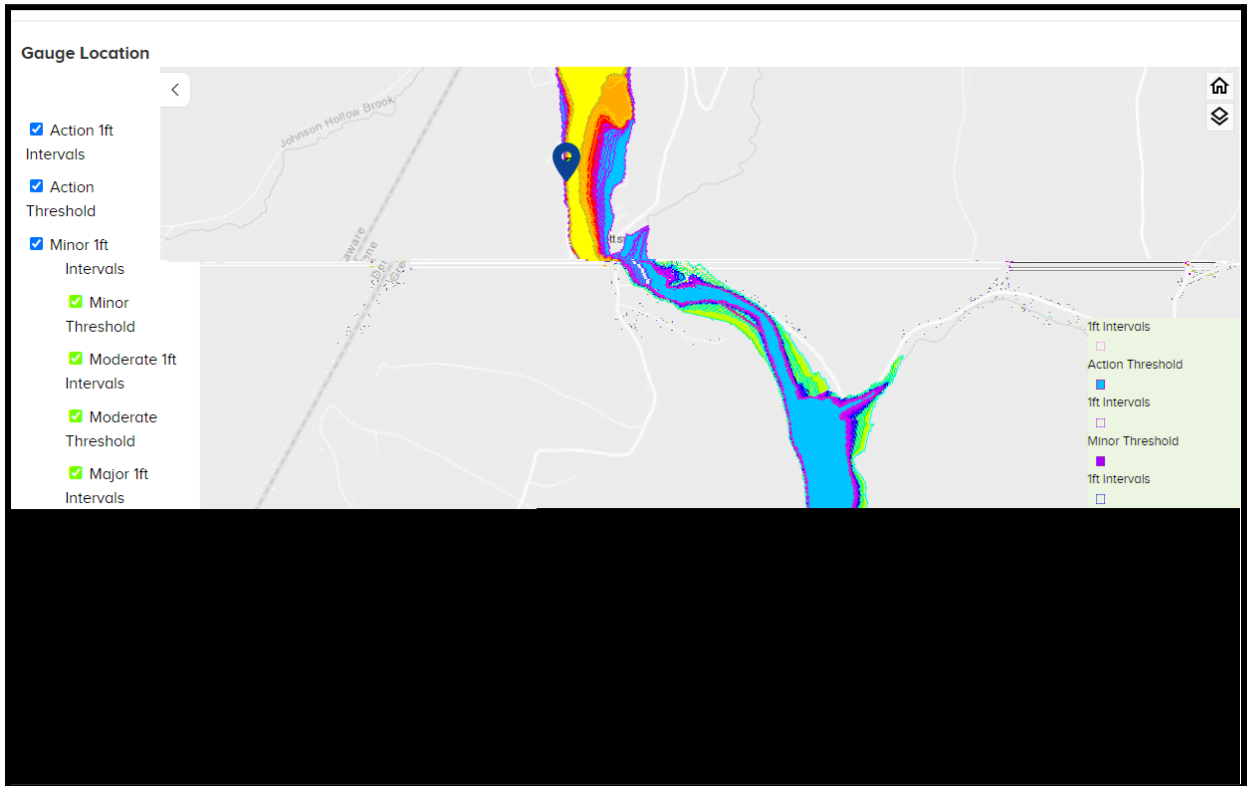 Gauge Location
Action 1ft
Intervals
Action
Threshold
Minor 1ft
Intervals
Minor
Threshold
Moderate 1ft
Intervals
Moderate
Threshold
Major 1ft
Intervals
Johnson Hollow Brook
1ft Intervals
Action Threshold
1ft Intervals
Minor Threshold
1ft Intervals